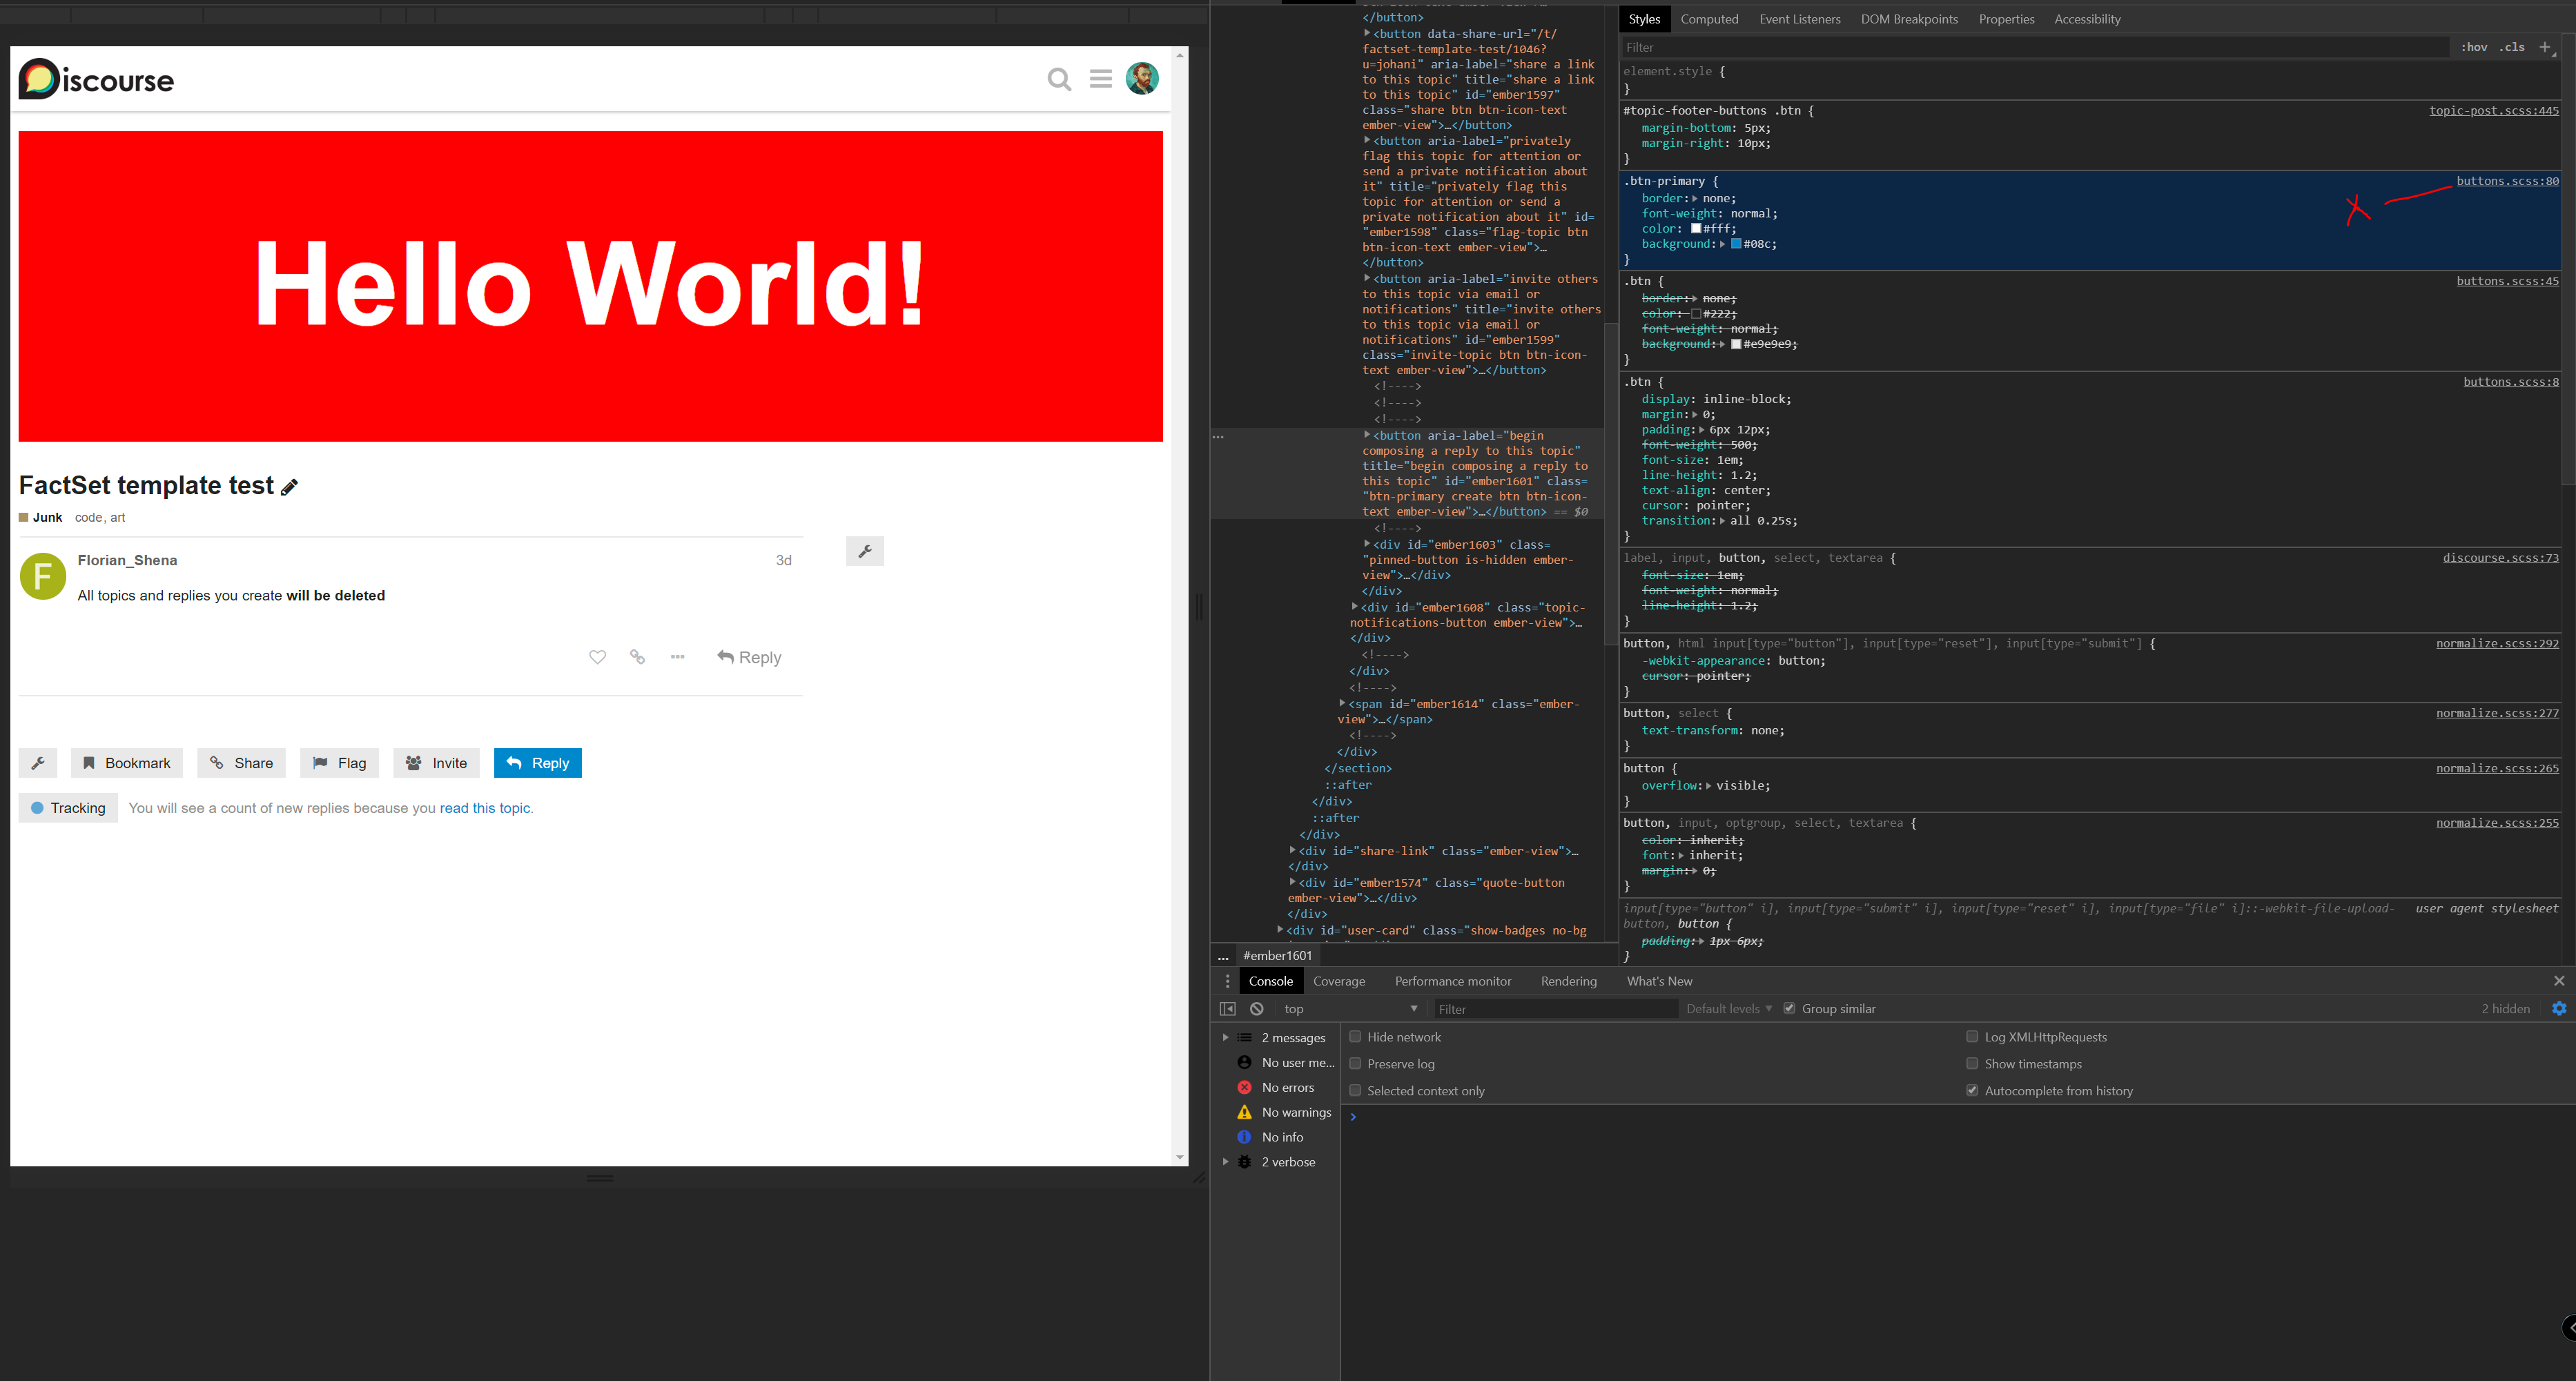 Discourse
Hello World!
FactSet template test
Junk code, art
F
Florian_Shena 3d
All topics and replies you create will be deleted
Reply
Bookmark Share Flag Invite Reply
Tracking You will see a count of new replies because you read this topic.
</button>
<button data-share-url="/t/
factset-template-test/1046?
u=johani" aria-label="share a link
to this topic" title="share a link
to this topic" id="ember1597"
class="share btn btn-icon-text
ember-view">…</button>
<button aria-label="privately
flag this topic for attention or
send a private notification about
it" title="privately flag this
topic for attention or send a
private notification about it" id=
"ember1598" class="flag-topic btn
btn-icon-text ember-view">…
</button>
<button aria-label="invite others
to this topic via email or
notifications" title="invite others
to this topic via email or
notifications" id="ember1599"
class="invite-topic btn btn-icon-
text ember-view">…</button>
<!---->
<!---->
<!---->
<button aria-label="begin
composing a reply to this topic"
title="begin composing a reply to
this topic" id="ember1601" class=
"btn-primary create btn btn-icon-
text ember-view">…</button> == $0
<!---->
<div id="ember1603" class=
"pinned-button is-hidden ember-
view">…</div>
</div>
<div id="ember1608" class="topic-
notifications-button ember-view">…
</div>
<!---->
</div>
<!---->
<span id="ember1614" class="ember-
view">…</span>
<!---->
</div>
</section>
::after
</div>
::after
</div>
<div id="share-link" class="ember-view">…
</div>
<div id="ember1574" class="quote-button
ember-view">…</div>
</div>
<div id="user-card" class="show-badges no-bg
... #ember1601
Styles Computed Event Listeners DOM Breakpoints Properties Accessibility
Filter :hov .cls +
element.style {
}
#topic-footer-buttons .btn { topic-post.scss:445
margin-bottom: 5px;
margin-right: 10px;
}
.btn-primary { buttons.scss:80
border: none;
font-weight: normal;
color: #fff;
background: #08c;
}
X
.btn { buttons.scss:45
border: none;
color: #222;
font-weight: normal;
background: #e9e9e9;
}
.btn { buttons.scss:8
display: inline-block;
margin: 0;
padding: 6px 12px;
font-weight: 500;
font-size: 1em;
line-height: 1.2;
text-align: center;
cursor: pointer;
transition: all 0.25s;
}
label, input, button, select, textarea { discourse.scss:73
font-size: 1em;
font-weight: normal;
line-height: 1.2;
}
button, html input[type="button"], input[type="reset"], input[type="submit"] { normalize.scss:292
-webkit-appearance: button;
cursor: pointer;
}
button, select { normalize.scss:277
text-transform: none;
}
button { normalize.scss:265
overflow: visible;
}
button, input, optgroup, select, textarea { normalize.scss:255
color: inherit;
font: inherit;
margin: 0;
}
input[type="button" i], input[type="submit" i], input[type="reset" i], input[type="file" i]::-webkit-file-upload- user agent stylesheet
button, button {
padding: 1px 6px;
}
Console Coverage Performance monitor Rendering What's New
top Filter Default levels Group similar 2 hidden
2 messages
No user me...
No errors
No warnings
No info
2 verbose
Hide network Log XMLHttpRequests
Preserve log Show timestamps
Selected context only Autocomplete from history